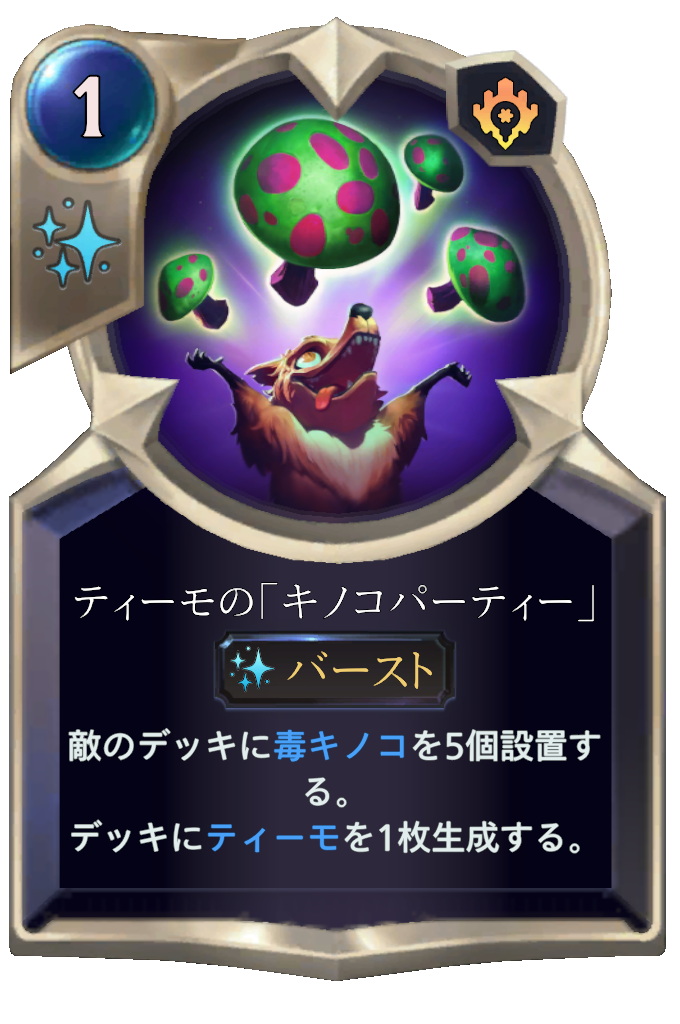 1
ティーモの「キノコパーティー」
バースト
敵のデッキに毒キノコを5個設置す
る。
デッキにティーモを1枚生成する。